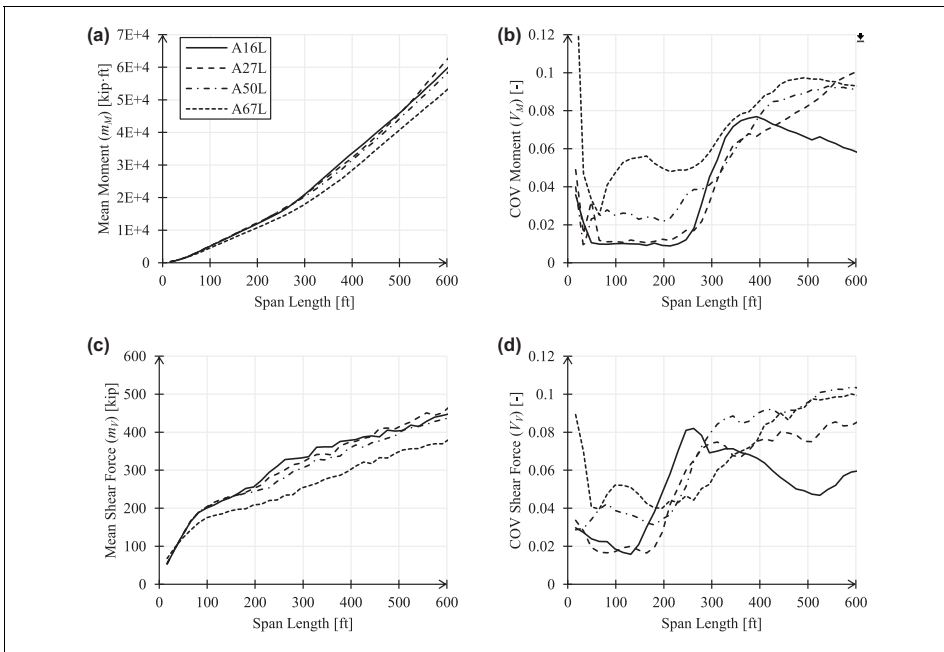 (a)
Mean Moment (m_M) [kip·ft]
7E+4
6E+4
5E+4
4E+4
3E+4
2E+4
1E+4
0
A16L
A27L
A50L
A67L
0 100 200 300 400 500 600
Span Length [ft]
(b)
COV Moment (V_M) [-]
0.12
0.1
0.08
0.06
0.04
0.02
0
0 100 200 300 400 500 600
Span Length [ft]
(c)
Mean Shear Force (m_V) [kip]
600
500
400
300
200
100
0
0 100 200 300 400 500 600
Span Length [ft]
(d)
COV Shear Force (V_V) [-]
0.12
0.1
0.08
0.06
0.04
0.02
0
0 100 200 300 400 500 600
Span Length [ft]